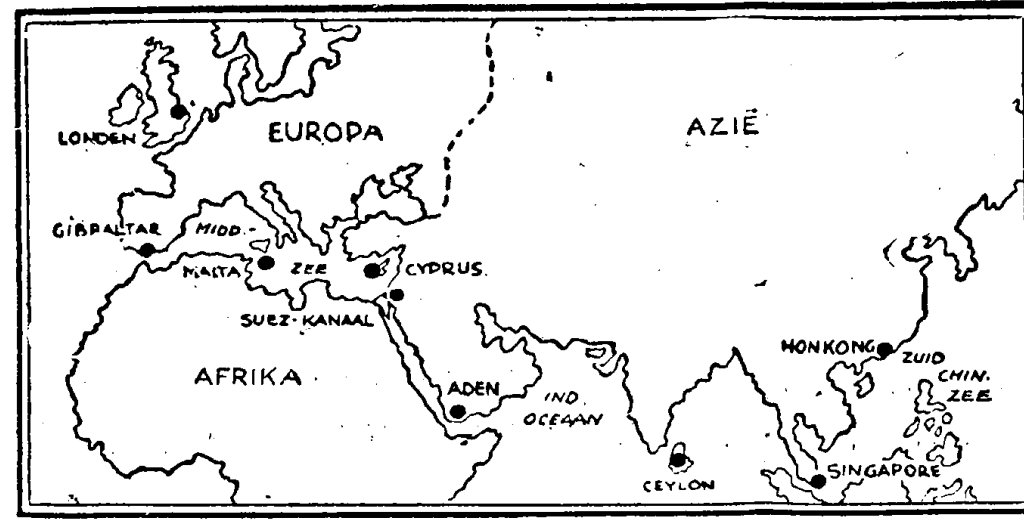 LONDEN
EUROPA
AZIË
GIBRALTAR
MIDD.-
MALTA
ZEE
CYPRUS.
SUEZ-KANAAL
AFRIKA
ADEN
IND.
OCEAAN
HONKONG
ZUID
CHIN.
ZEE
CEYLON
SINGAPORE